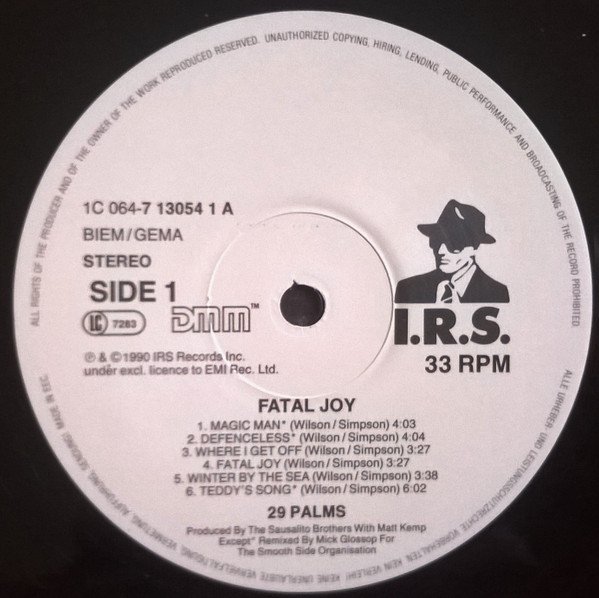 ALL RIGHTS OF THE PRODUCER AND OF THE OWNER OF THE WORK REPRODUCED RESERVED. UNAUTHORIZED COPYING, HIRING, LENDING, PUBLIC PERFORMANCE AND BROADCASTING OF THE RECORD PROHIBITED
1C 064-7 13054 1 A
BIEM/GEMA
STEREO
SIDE 1
LC 7283 DMM™
I.R.S.
33 RPM
℗ & ©1990 IRS Records Inc.
under excl. licence to EMI Rec. Ltd.
FATAL JOY
1. MAGIC MAN* (Wilson/Simpson) 4:03
2. DEFENCELESS* (Wilson/Simpson) 4:04
3. WHERE I GET OFF (Wilson/Simpson) 3:27
4. FATAL JOY (Wilson/Simpson) 3:27
5. WINTER BY THE SEA (Wilson/Simpson) 3:38
6. TEDDY'S SONG* (Wilson/Simpson) 6:02
29 PALMS
Produced By The Sausalito Brothers With Matt Kemp
Except* Remixed By Mick Glossop For
The Smooth Side Organisation
ALLE URHEBER UND LEISTUNGSSCHUTZRECHTE VORBEHALTEN KEIN VERLEIH! KEINE UNERLAUBTE VERVIELFÄLTIGUNG, VERMIETUNG, AUFFÜHRUNG, SENDUNG! MADE IN EEC.